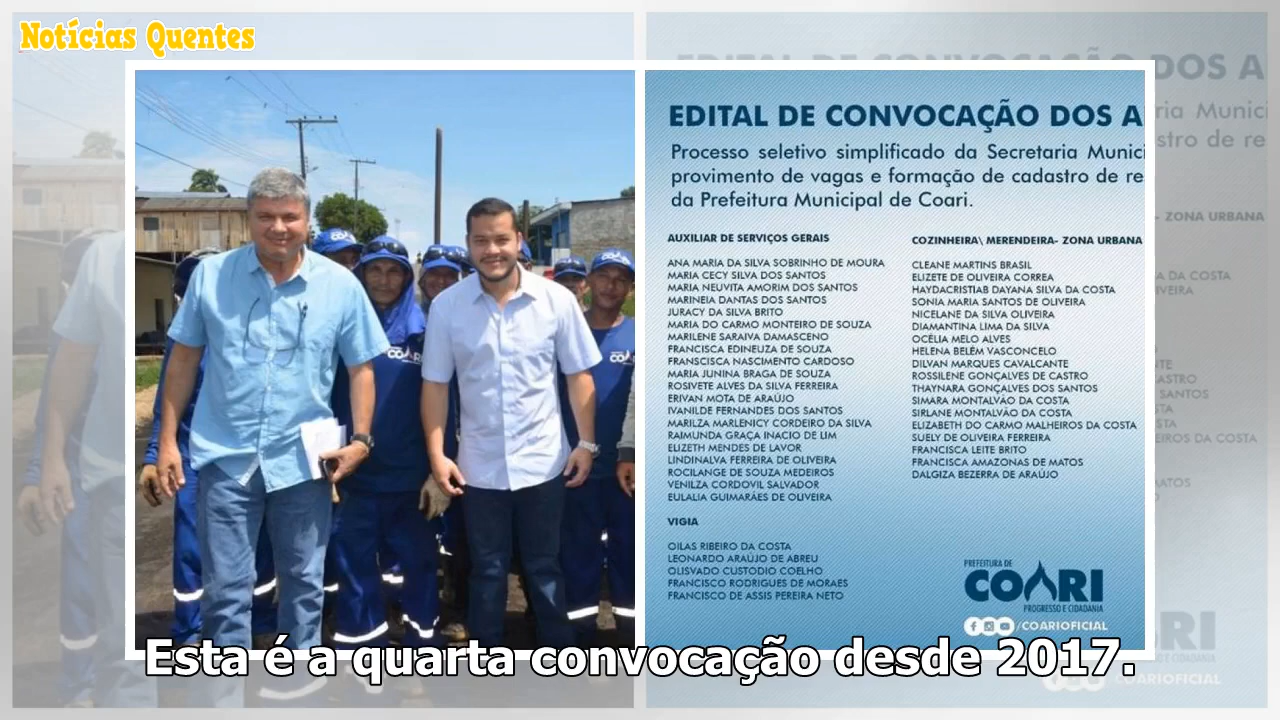 Notícias Quentes
EDITAL DE CONVOCAÇÃO DOS A
Processo seletivo simplificado da Secretaria Munici
provimento de vagas e formação de cadastro de re
da Prefeitura Municipal de Coari.
AUXILIAR DE SERVIÇOS GERAIS
ANA MARIA DA SILVA SOBRINHO DE MOURA
MARIA CECY SILVA DOS SANTOS
MARIA NEUVITA AMORIM DOS SANTOS
MARINEIA DANTAS DOS SANTOS
JURACY DA SILVA BRITO
MARIA DO CARMO MONTEIRO DE SOUZA
MARILENE SARAIVA DAMASCENO
FRANCISCA EDINEUZA DE SOUZA
FRANSCISCA NASCIMENTO CARDOSO
MARIA JUNINA BRAGA DE SOUZA
ROSIVETE ALVES DA SILVA FERREIRA
ERIVAN MOTA DE ARAÚJO
IVANILDE FERNANDES DOS SANTOS
MARILZA MARLENICY CORDEIRO DA SILVA
RAIMUNDA GRAÇA INACIO DE LIM
ELIZETH MENDES DE LAVOR
LINDINALVA FERREIRA DE OLIVEIRA
ROCILANGE DE SOUZA MEDEIROS
VENILZA CORDOVIL SALVADOR
EULALIA GUIMARÃES DE OLIVEIRA
VIGIA
OILAS RIBEIRO DA COSTA
LEONARDO ARAÚJO DE ABREU
OLISVADO CUSTODIO COELHO
FRANCISCO RODRIGUES DE MORAES
FRANCISCO DE ASSIS PEREIRA NETO
COZINHEIRA\ MERENDEIRA- ZONA URBANA
CLEANE MARTINS BRASIL
ELIZETE DE OLIVEIRA CORREA
HAYDACRISTIAB DAYANA SILVA DA COSTA
SONIA MARIA SANTOS DE OLIVEIRA
NICELANE DA SILVA OLIVEIRA
DIAMANTINA LIMA DA SILVA
OCÉLIA MELO ALVES
HELENA BELÉM VASCONCELO
DILVAN MARQUES CAVALCANTE
ROSSILENE GONÇALVES DE CASTRO
THAYNARA GONÇALVES DOS SANTOS
SIMARA MONTALVÃO DA COSTA
SIRLANE MONTALVÃO DA COSTA
ELIZABETH DO CARMO MALHEIROS DA COSTA
SUELY DE OLIVEIRA FERREIRA
FRANCISCA LEITE BRITO
FRANCISCA AMAZONAS DE MATOS
DALGIZA BEZERRA DE ARAÚJO
PREFEITURA DE
COARI
PROGRESSO E CIDADANIA
/COARIOFICIAL
Esta é a quarta convocação desde 2017.